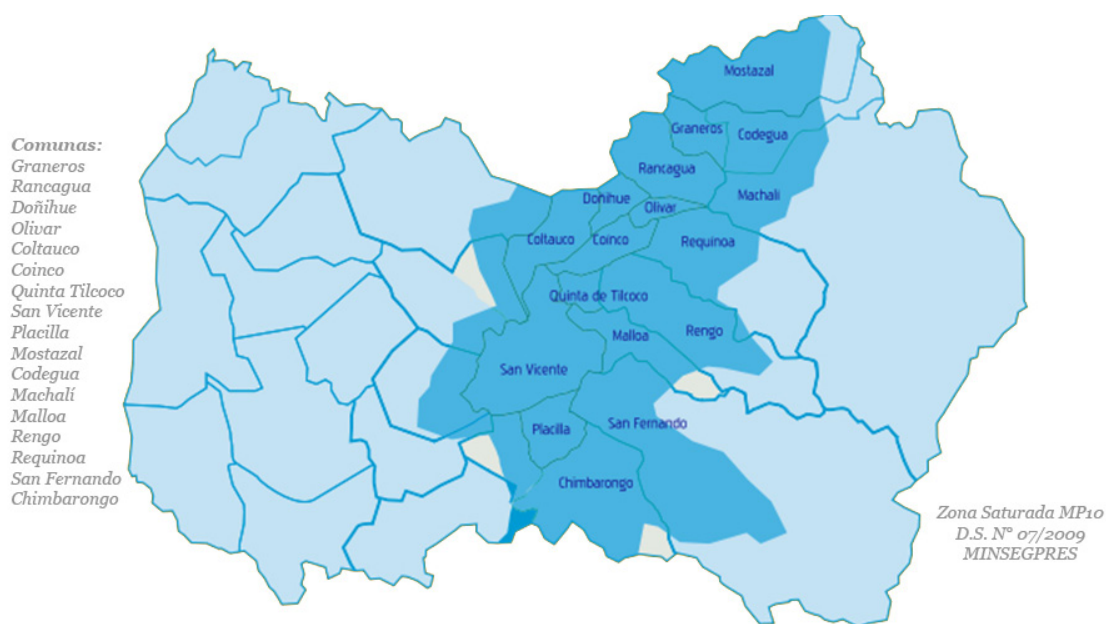 Comunas:
Graneros
Rancagua
Doñihue
Olivar
Coltauco
Coinco
Quinta Tilcoco
San Vicente
Placilla
Mostazal
Codegua
Machalí
Malloa
Rengo
Requinoa
San Fernando
Chimbarongo
Mostazal
Graneros
Codegua
Rancagua
Machalí
Doñihue
Olivar
Coltauco
Coinco
Requinoa
Quinta de Tilcoco
Malloa
Rengo
San Vicente
San Fernando
Placilla
Chimbarongo
Zona Saturada MP10
D.S. N° 07/2009
MINSEGPRES